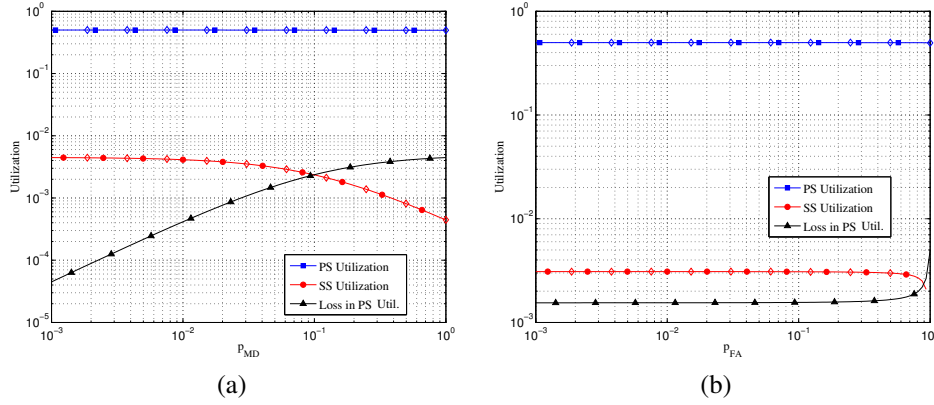 10^0
10^-1
10^-2
10^-3
10^-4
10^-5
Utilization
10^-3
10^-2
10^-1
10^0
p_MD
PS Utilization
SS Utilization
Loss in PS Util.
(a)
10^0
10^-1
10^-2
10^-3
Utilization
10^-3
10^-2
10^-1
10^0
p_FA
PS Utilization
SS Utilization
Loss in PS Util.
(b)